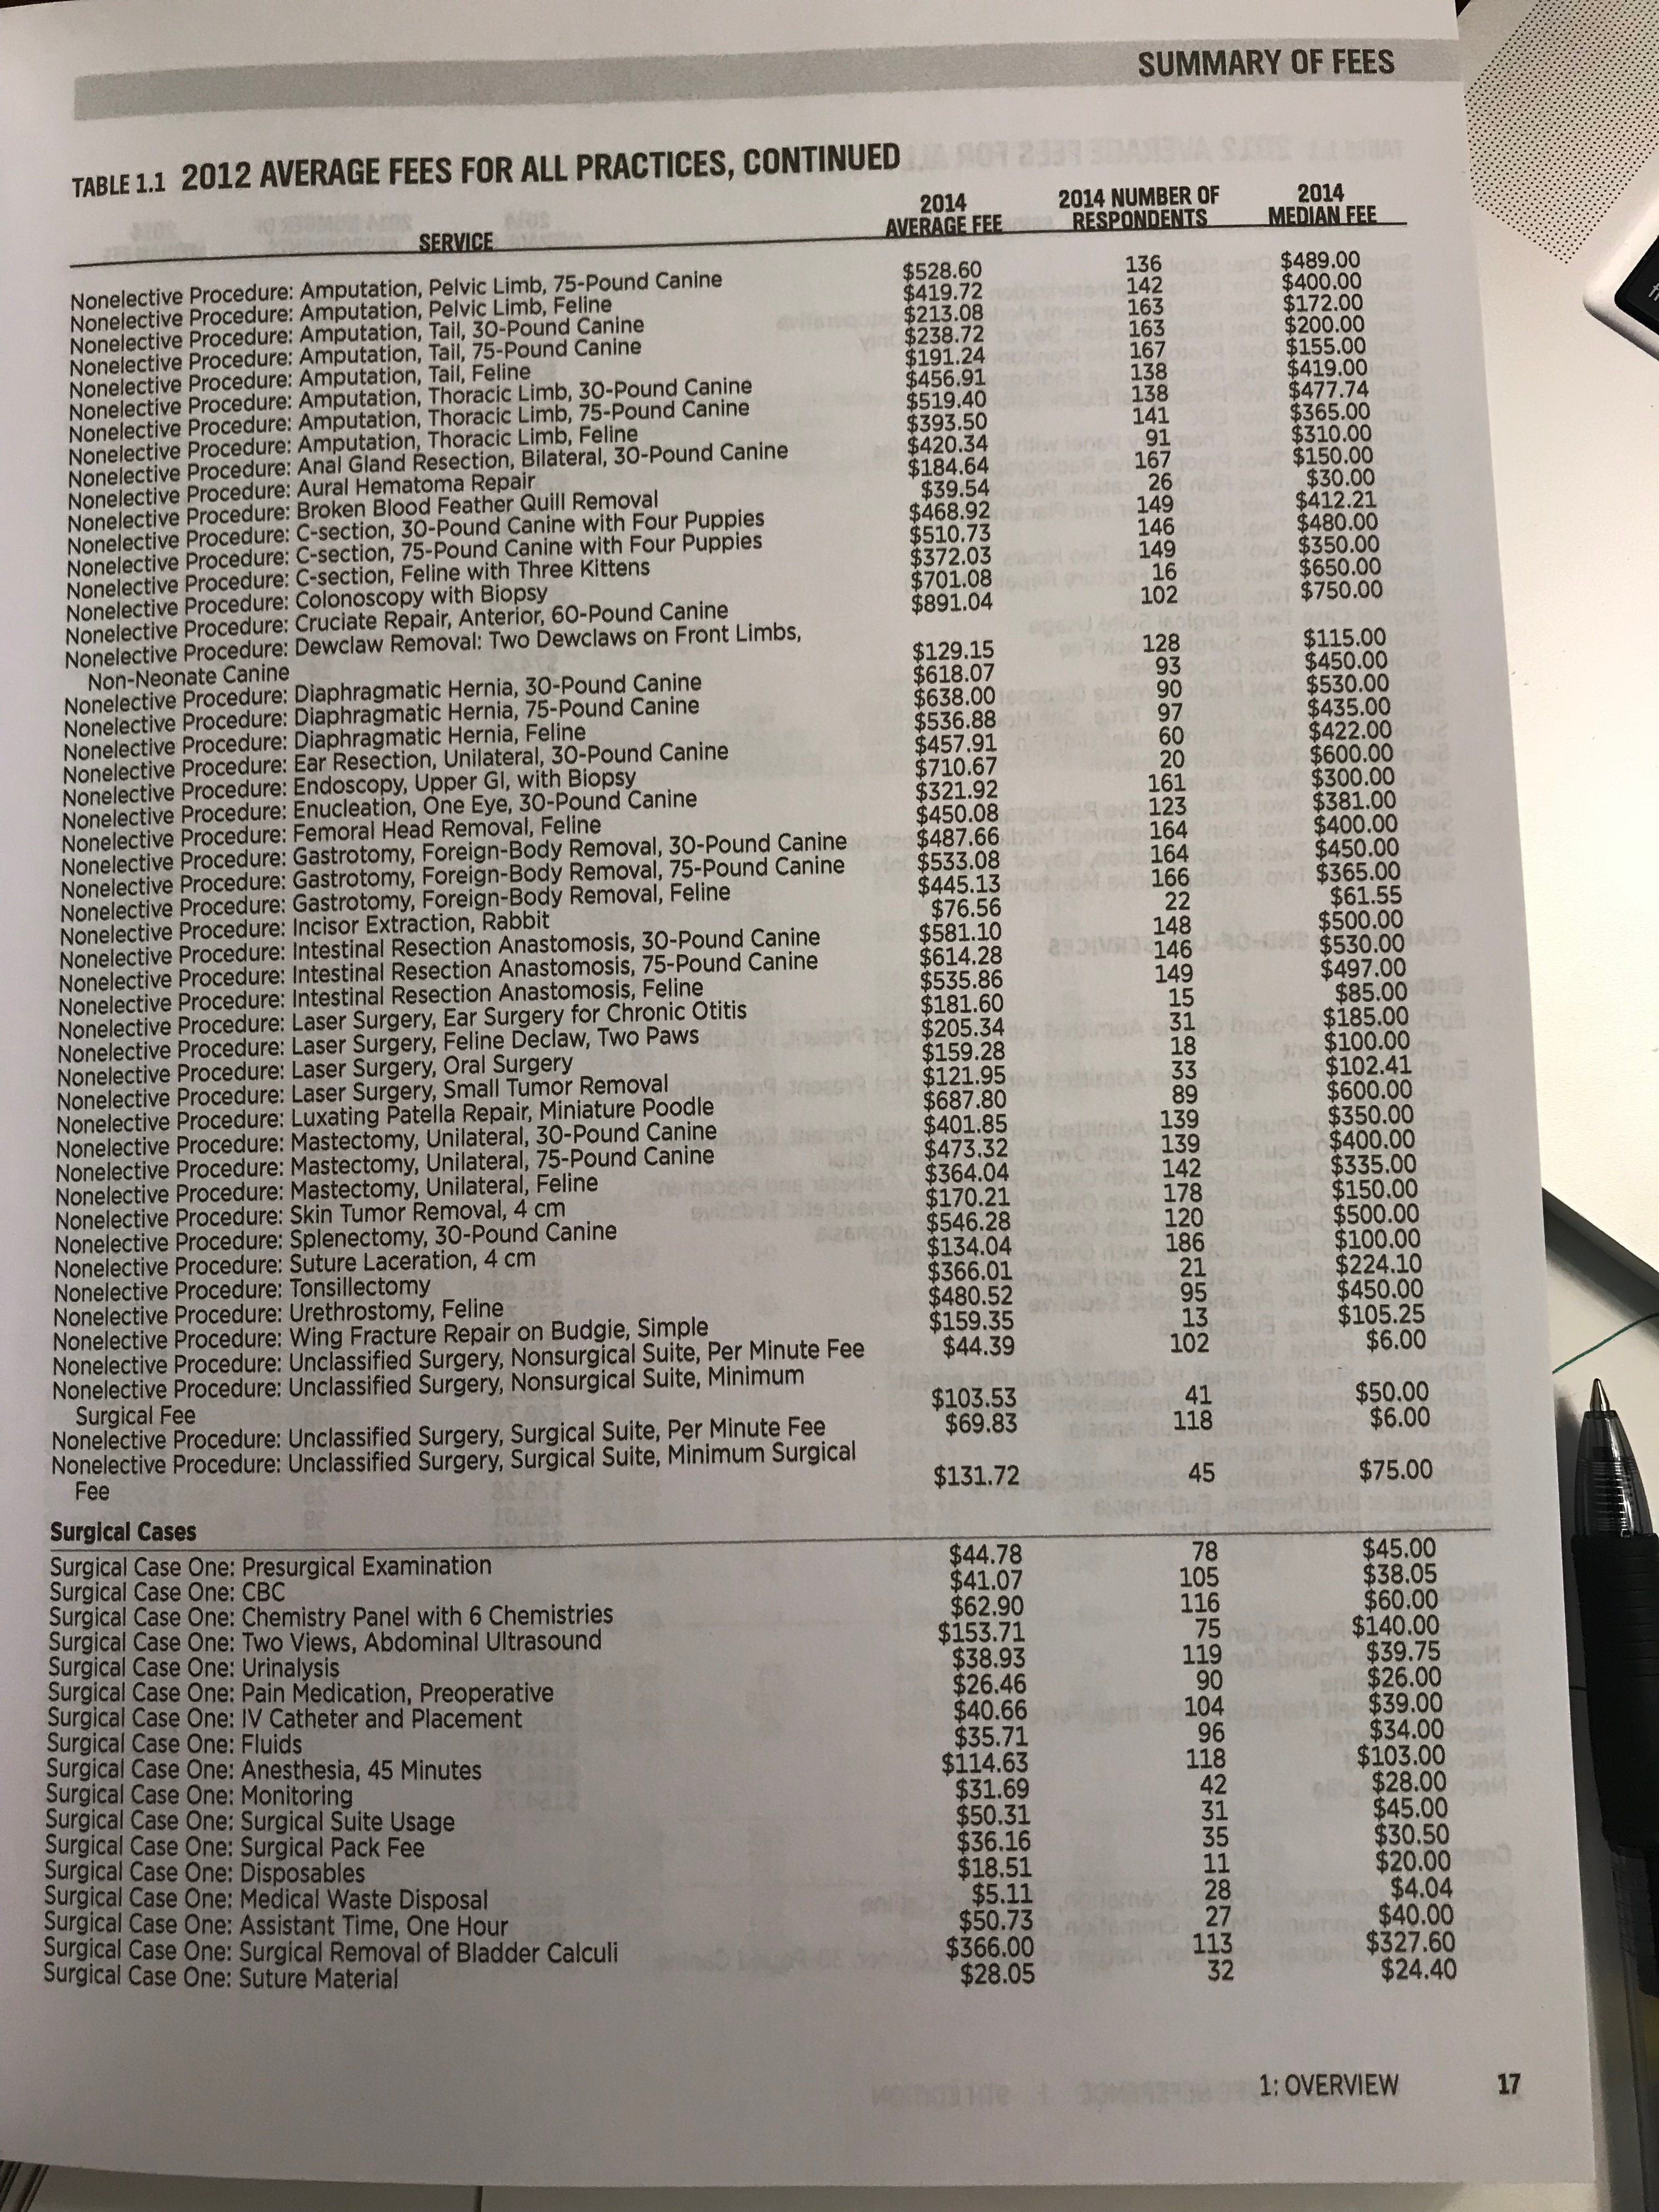 SUMMARY OF FEES
TABLE 1.1 2012 AVERAGE FEES FOR ALL PRACTICES, CONTINUED
SERVICE 2014 AVERAGE FEE 2014 NUMBER OF RESPONDENTS 2014 MEDIAN FEE
Nonelective Procedure: Amputation, Pelvic Limb, 75-Pound Canine $528.60 136 $489.00
Nonelective Procedure: Amputation, Pelvic Limb, Feline $419.72 142 $400.00
Nonelective Procedure: Amputation, Tail, 30-Pound Canine $213.08 163 $172.00
Nonelective Procedure: Amputation, Tail, 75-Pound Canine $238.72 163 $200.00
Nonelective Procedure: Amputation, Tail, Feline $191.24 167 $155.00
Nonelective Procedure: Amputation, Thoracic Limb, 30-Pound Canine $456.91 138 $419.00
Nonelective Procedure: Amputation, Thoracic Limb, 75-Pound Canine $519.40 138 $477.74
Nonelective Procedure: Amputation, Thoracic Limb, Feline $393.50 141 $365.00
Nonelective Procedure: Anal Gland Resection, Bilateral, 30-Pound Canine $420.34 91 $310.00
Nonelective Procedure: Aural Hematoma Repair $184.64 167 $150.00
Nonelective Procedure: Broken Blood Feather Quill Removal $39.54 26 $30.00
Nonelective Procedure: C-section, 30-Pound Canine with Four Puppies $468.92 149 $412.21
Nonelective Procedure: C-section, 75-Pound Canine with Four Puppies $510.73 146 $480.00
Nonelective Procedure: C-section, Feline with Three Kittens $372.03 149 $350.00
Nonelective Procedure: Colonoscopy with Biopsy $701.08 16 $650.00
Nonelective Procedure: Cruciate Repair, Anterior, 60-Pound Canine $891.04 102 $750.00
Nonelective Procedure: Dewclaw Removal: Two Dewclaws on Front Limbs,
Non-Neonate Canine $129.15 128 $115.00
Nonelective Procedure: Diaphragmatic Hernia, 30-Pound Canine $618.07 93 $450.00
Nonelective Procedure: Diaphragmatic Hernia, 75-Pound Canine $638.00 90 $530.00
Nonelective Procedure: Diaphragmatic Hernia, Feline $536.88 97 $435.00
Nonelective Procedure: Ear Resection, Unilateral, 30-Pound Canine $457.91 60 $422.00
Nonelective Procedure: Endoscopy, Upper GI, with Biopsy $710.67 20 $600.00
Nonelective Procedure: Enucleation, One Eye, 30-Pound Canine $321.92 161 $300.00
Nonelective Procedure: Femoral Head Removal, Feline $450.08 123 $381.00
Nonelective Procedure: Gastrotomy, Foreign-Body Removal, 30-Pound Canine $487.66 164 $400.00
Nonelective Procedure: Gastrotomy, Foreign-Body Removal, 75-Pound Canine $533.08 164 $450.00
Nonelective Procedure: Gastrotomy, Foreign-Body Removal, Feline $445.13 166 $365.00
Nonelective Procedure: Incisor Extraction, Rabbit $76.56 22 $61.55
Nonelective Procedure: Intestinal Resection Anastomosis, 30-Pound Canine $581.10 148 $500.00
Nonelective Procedure: Intestinal Resection Anastomosis, 75-Pound Canine $614.28 146 $530.00
Nonelective Procedure: Intestinal Resection Anastomosis, Feline $535.86 149 $497.00
Nonelective Procedure: Laser Surgery, Ear Surgery for Chronic Otitis $181.60 15 $85.00
Nonelective Procedure: Laser Surgery, Feline Declaw, Two Paws $205.34 31 $185.00
Nonelective Procedure: Laser Surgery, Oral Surgery $159.28 18 $100.00
Nonelective Procedure: Laser Surgery, Small Tumor Removal $121.95 33 $102.41
Nonelective Procedure: Luxating Patella Repair, Miniature Poodle $687.80 89 $600.00
Nonelective Procedure: Mastectomy, Unilateral, 30-Pound Canine $401.85 139 $350.00
Nonelective Procedure: Mastectomy, Unilateral, 75-Pound Canine $473.32 139 $400.00
Nonelective Procedure: Mastectomy, Unilateral, Feline $364.04 142 $335.00
Nonelective Procedure: Skin Tumor Removal, 4 cm $170.21 178 $150.00
Nonelective Procedure: Splenectomy, 30-Pound Canine $546.28 120 $500.00
Nonelective Procedure: Suture Laceration, 4 cm $134.04 186 $100.00
Nonelective Procedure: Tonsillectomy $366.01 21 $224.10
Nonelective Procedure: Urethrostomy, Feline $480.52 95 $450.00
Nonelective Procedure: Wing Fracture Repair on Budgie, Simple $159.35 13 $105.25
Nonelective Procedure: Unclassified Surgery, Nonsurgical Suite, Per Minute Fee $44.39 102 $6.00
Nonelective Procedure: Unclassified Surgery, Nonsurgical Suite, Minimum
Surgical Fee $103.53 41 $50.00
Nonelective Procedure: Unclassified Surgery, Surgical Suite, Per Minute Fee $69.83 118 $6.00
Nonelective Procedure: Unclassified Surgery, Surgical Suite, Minimum Surgical
Fee $131.72 45 $75.00
Surgical Cases
Surgical Case One: Presurgical Examination $44.78 78 $45.00
Surgical Case One: CBC $41.07 105 $38.05
Surgical Case One: Chemistry Panel with 6 Chemistries $62.90 116 $60.00
Surgical Case One: Two Views, Abdominal Ultrasound $153.71 75 $140.00
Surgical Case One: Urinalysis $38.93 119 $39.75
Surgical Case One: Pain Medication, Preoperative $26.46 90 $26.00
Surgical Case One: IV Catheter and Placement $40.66 104 $39.00
Surgical Case One: Fluids $35.71 96 $34.00
Surgical Case One: Anesthesia, 45 Minutes $114.63 118 $103.00
Surgical Case One: Monitoring $31.69 42 $28.00
Surgical Case One: Surgical Suite Usage $50.31 31 $45.00
Surgical Case One: Surgical Pack Fee $36.16 35 $30.50
Surgical Case One: Disposables $18.51 11 $20.00
Surgical Case One: Medical Waste Disposal $5.11 28 $4.04
Surgical Case One: Assistant Time, One Hour $50.73 27 $40.00
Surgical Case One: Surgical Removal of Bladder Calculi $366.00 113 $327.60
Surgical Case One: Suture Material $28.05 32 $24.40
1: OVERVIEW 17